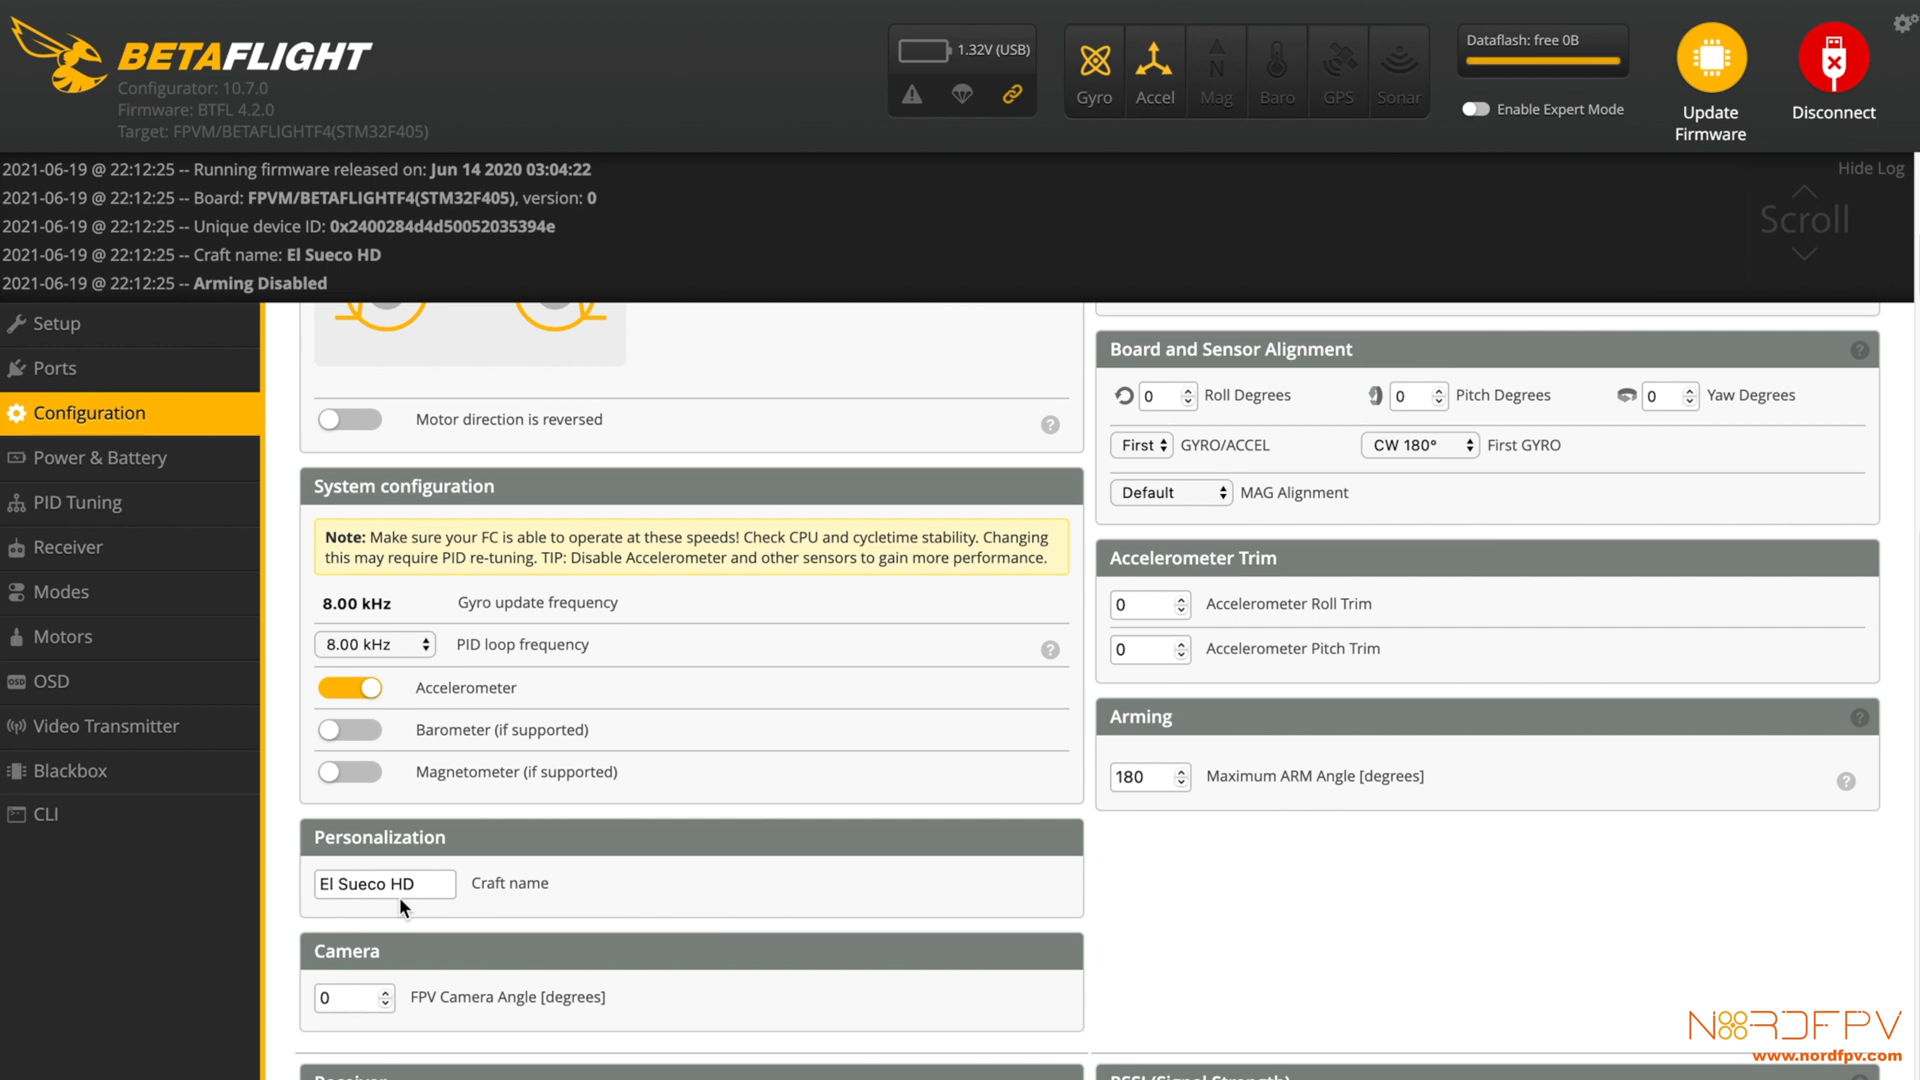 BETAFLIGHT
Configurator: 10.7.0
Firmware: BTFL 4.2.0
Target: FPVM/BETAFLIGHTF4(STM32F405)
1.32V (USB)
Gyro
Accel
Mag
Baro
GPS
Sonar
Dataflash: free 0B
Enable Expert Mode
Update
Firmware
Disconnect
2021-06-19 @ 22:12:25 -- Running firmware released on: Jun 14 2020 03:04:22
2021-06-19 @ 22:12:25 -- Board: FPVM/BETAFLIGHTF4(STM32F405), version: 0
2021-06-19 @ 22:12:25 -- Unique device ID: 0x2400284d4d50052035394e
2021-06-19 @ 22:12:25 -- Craft name: El Sueco HD
2021-06-19 @ 22:12:25 -- Arming Disabled
Hide Log
Scroll
Setup
Ports
Configuration
Power & Battery
PID Tuning
Receiver
Modes
Motors
OSD
OSD
Video Transmitter
Blackbox
CLI
Motor direction is reversed
?
System configuration
Note: Make sure your FC is able to operate at these speeds! Check CPU and cycletime stability. Changing
this may require PID re-tuning. TIP: Disable Accelerometer and other sensors to gain more performance.
8.00 kHz Gyro update frequency
8.00 kHz PID loop frequency
?
Accelerometer
Barometer (if supported)
Magnetometer (if supported)
Personalization
El Sueco HD Craft name
Camera
0 FPV Camera Angle [degrees]
Receiver
Board and Sensor Alignment
?
0 Roll Degrees 0 Pitch Degrees 0 Yaw Degrees
First GYRO/ACCEL CW 180° First GYRO
Default MAG Alignment
Accelerometer Trim
0 Accelerometer Roll Trim
0 Accelerometer Pitch Trim
Arming
?
180 Maximum ARM Angle [degrees]
?
RSSI (Signal Strength)
NORDFPV
www.nordfpv.com